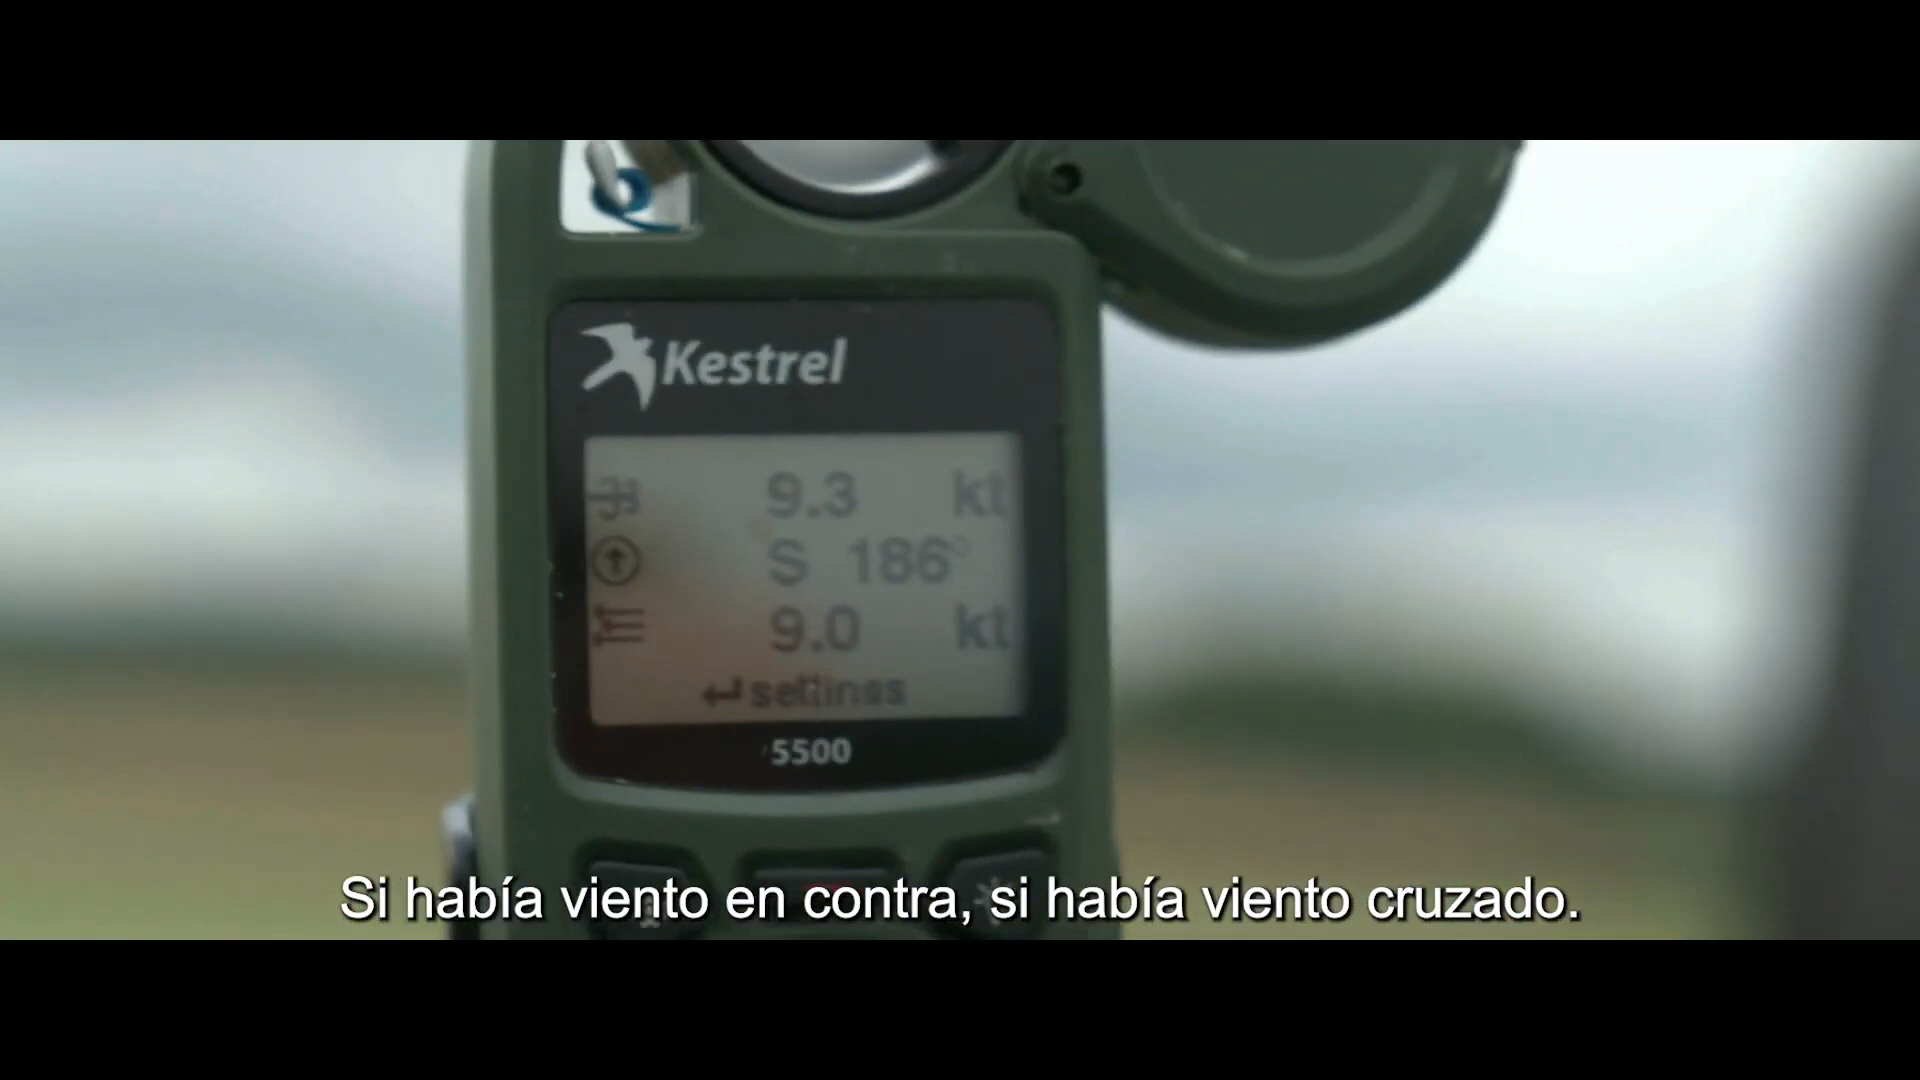 Kestrel
9.3 kt
S 186°
9.0 kt
settings
5500
Si había viento en contra, si había viento cruzado.